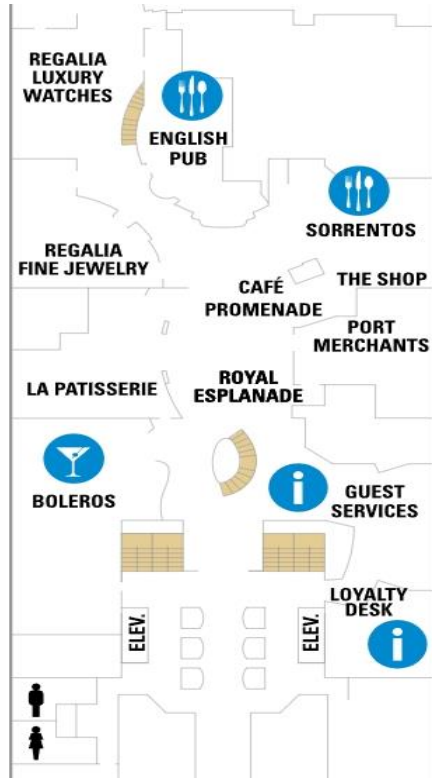 REGALIA
LUXURY
WATCHES
ENGLISH
PUB
SORRENTOS
REGALIA
FINE JEWELRY
CAFÉ
PROMENADE
THE SHOP
PORT
MERCHANTS
LA PATISSERIE
ROYAL
ESPLANADE
BOLEROS
i
GUEST
SERVICES
LOYALTY
DESK
i
ELEV.
ELEV.